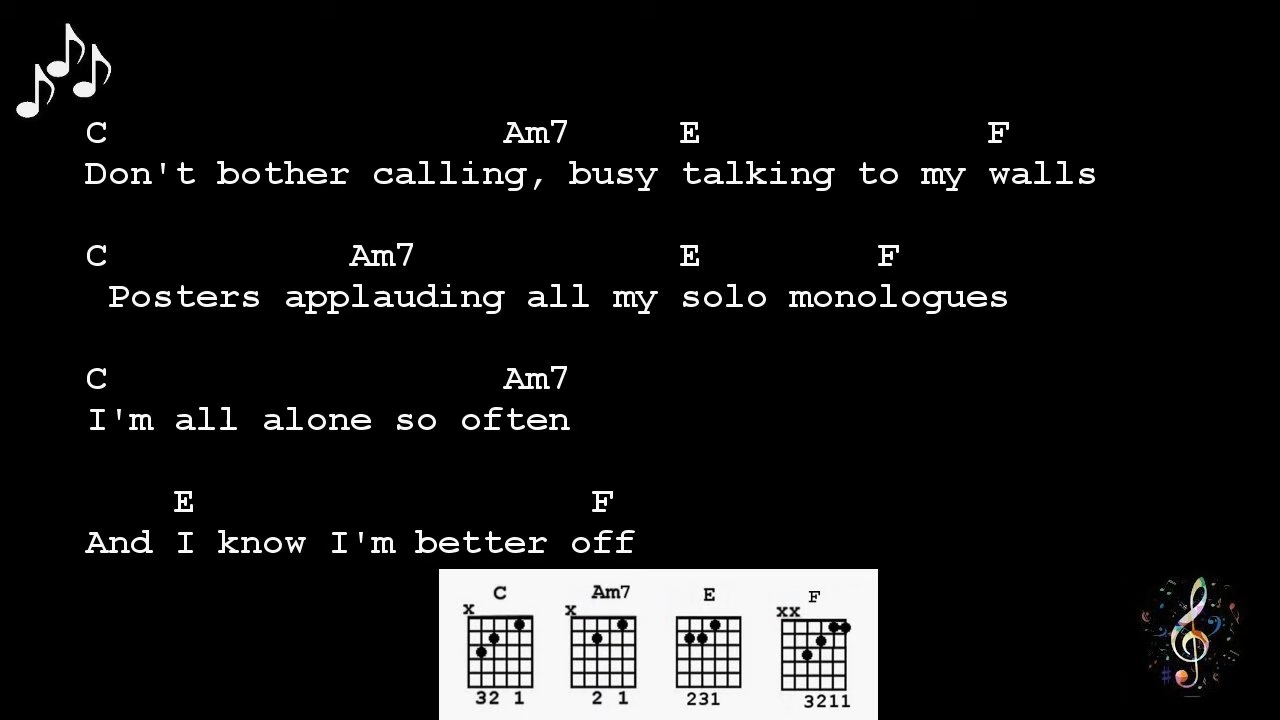 C Am7 E F
Don't bother calling, busy talking to my walls
C Am7 E F
Posters applauding all my solo monologues
C Am7
I'm all alone so often
E F
And I know I'm better off
C Am7 E F
x x xx
32 1 2 1 231 3211